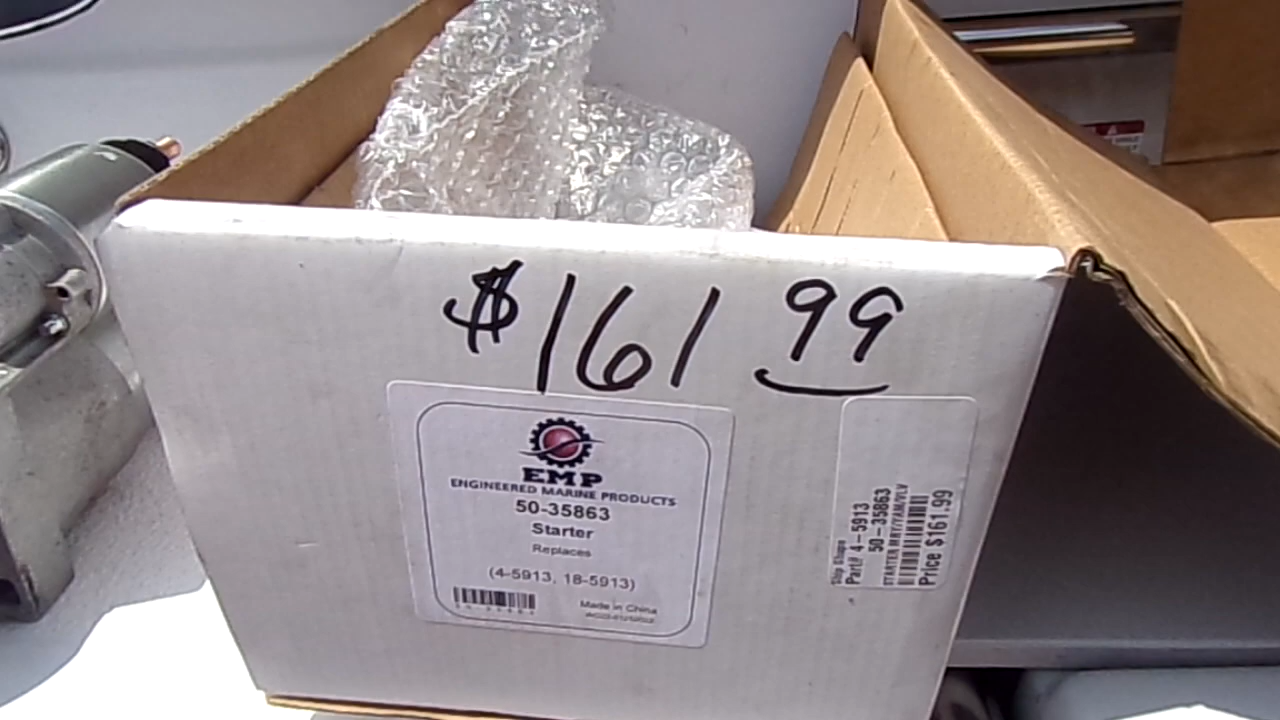 $161 99
EMP
ENGINEERED MARINE PRODUCTS
50-35863
Starter
Replaces
(4-5913, 18-5913)
Made in China
Part# 4-5913
50-35863
Price $161.99